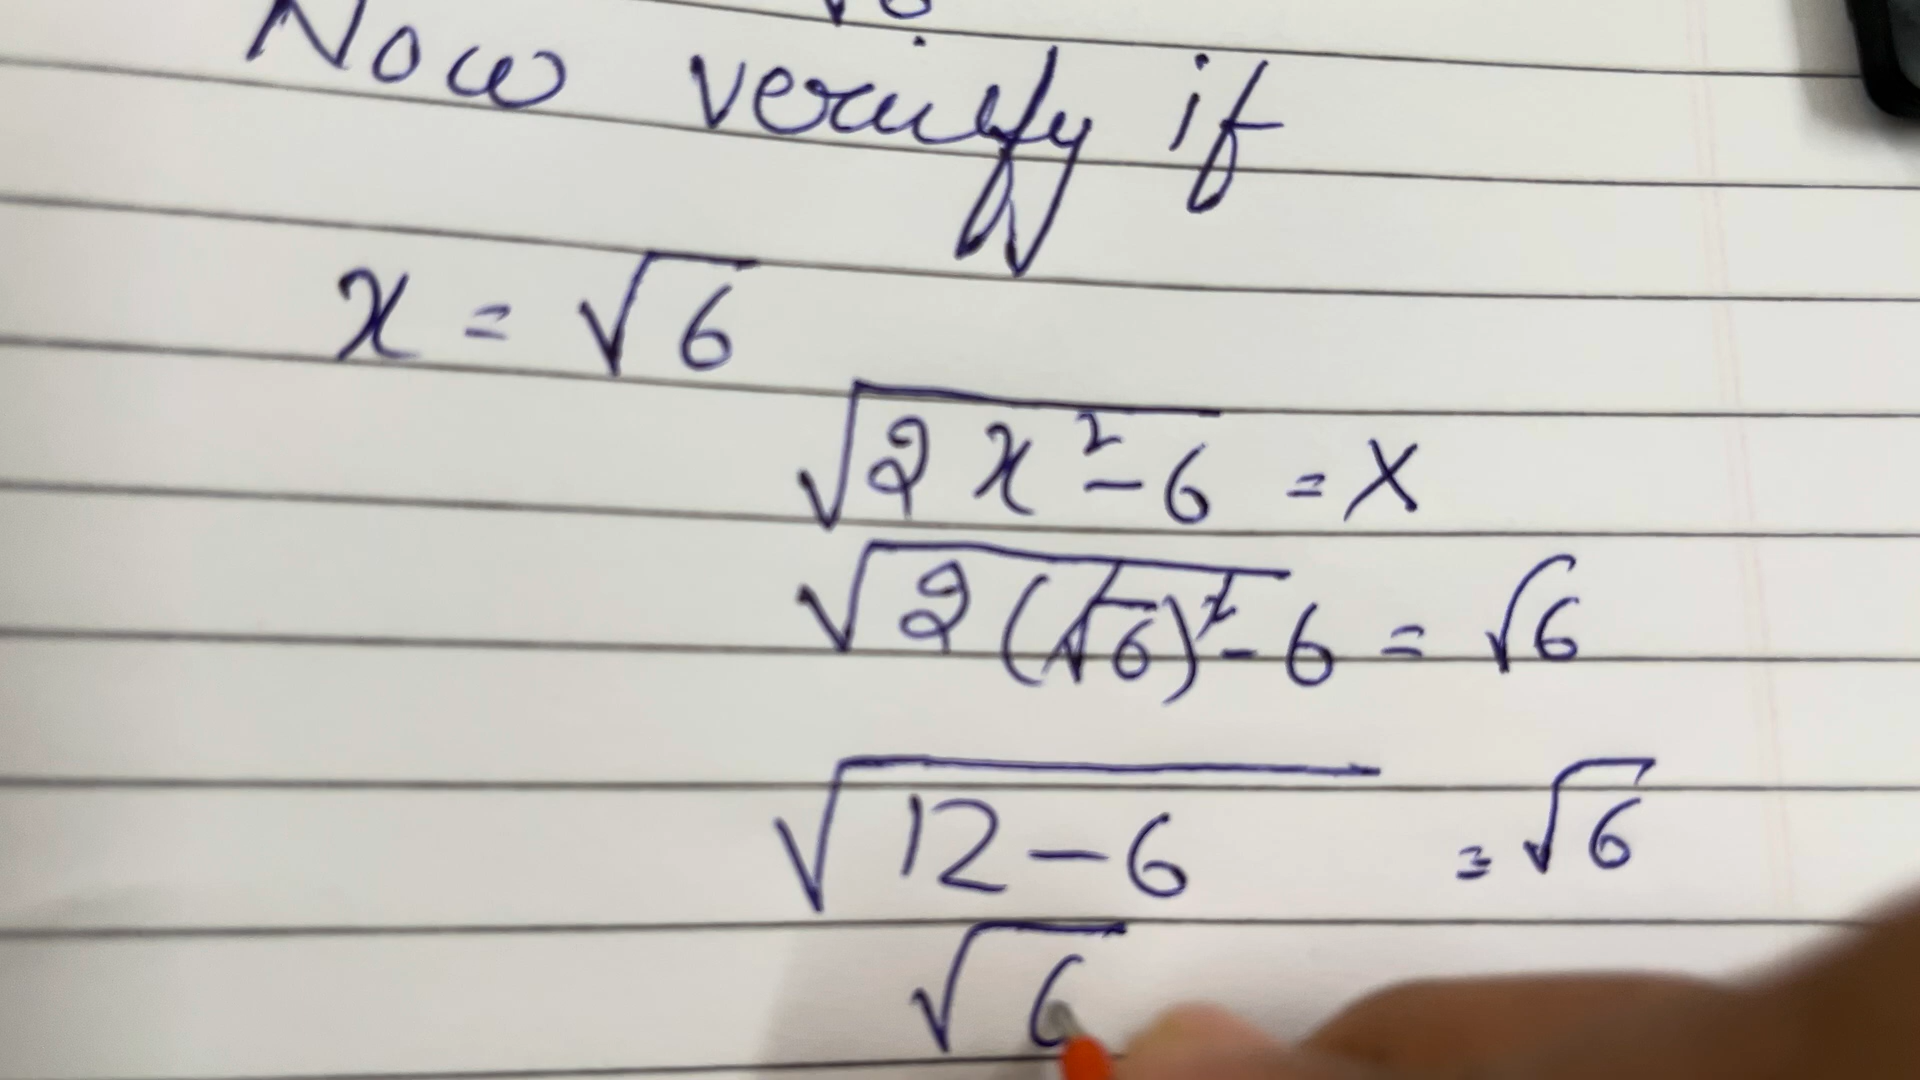 Now verify if
x = √6
√2x²-6 = x
√2(√6)²-6 = √6
√12-6 = √6
√6